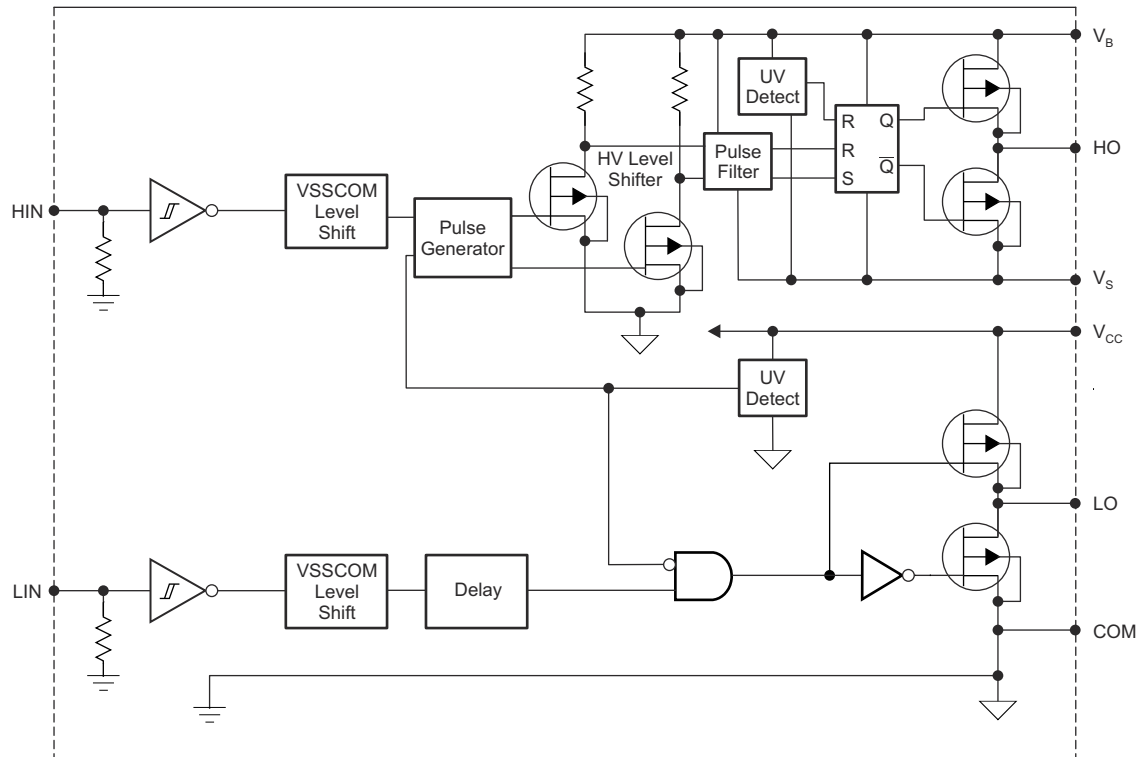 V_B
UV
Detect
R
Q
HO
R
Q̅
S
Pulse
Filter
HV Level
Shifter
HIN
VSSCOM
Level
Shift
Pulse
Generator
V_S
V_CC
UV
Detect
LO
LIN
VSSCOM
Level
Shift
Delay
COM